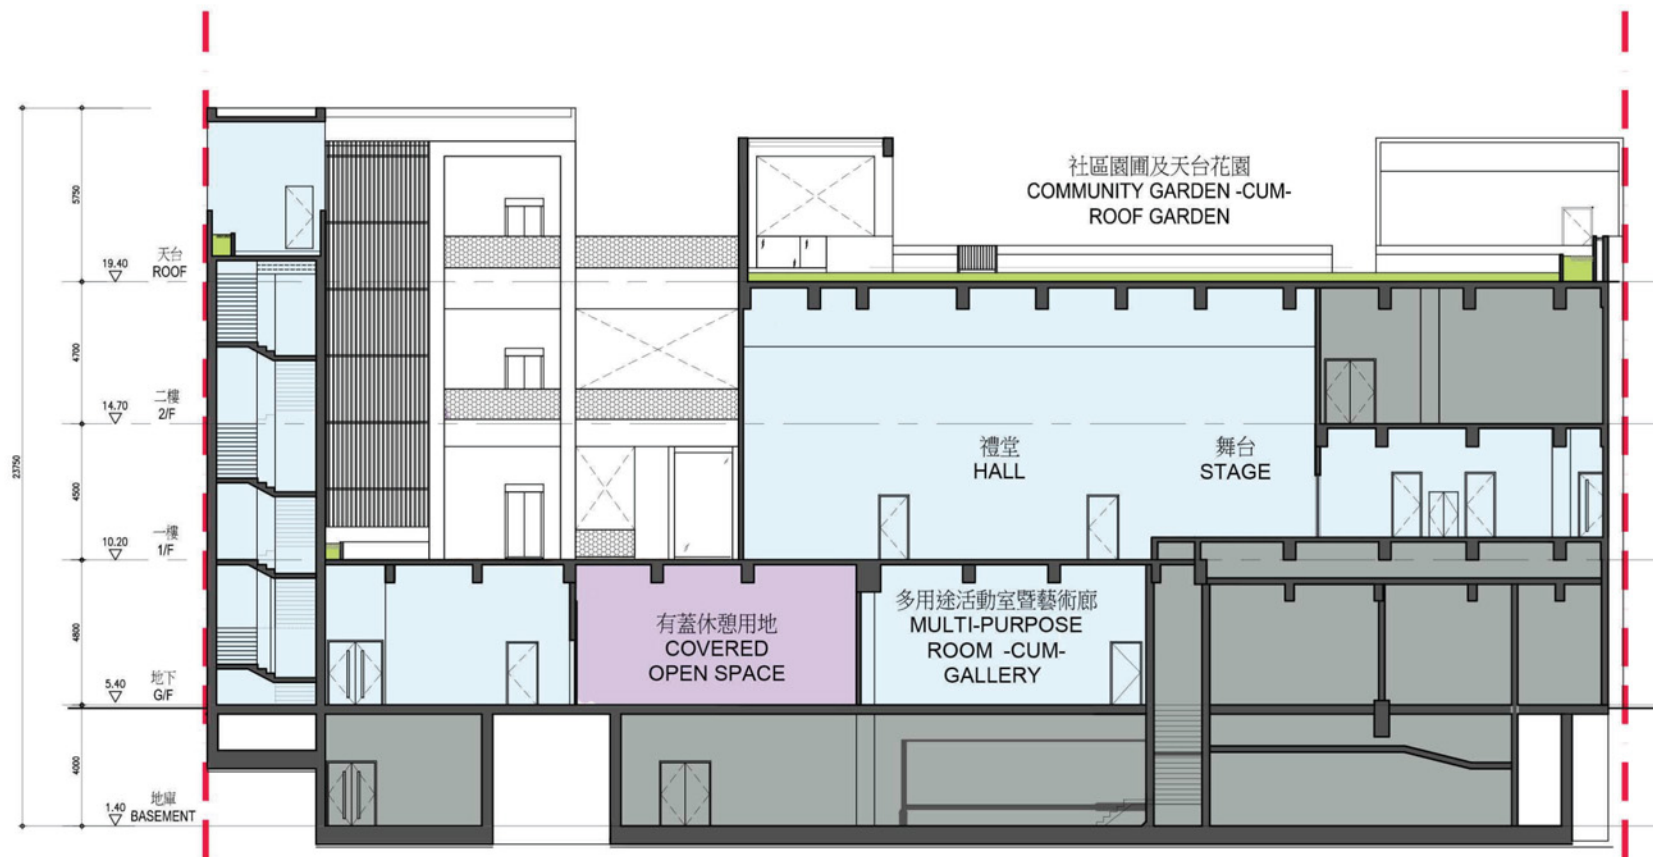 社區園圃及天台花園
COMMUNITY GARDEN -CUM-
ROOF GARDEN
5750
19.40
天台
ROOF
4700
14.70
二樓
2/F
禮堂
HALL
舞台
STAGE
23750
4500
10.20
一樓
1/F
有蓋休憩用地
COVERED
OPEN SPACE
多用途活動室暨藝術廊
MULTI-PURPOSE
ROOM -CUM-
GALLERY
4800
5.40
地下
G/F
4000
1.40
地庫
BASEMENT